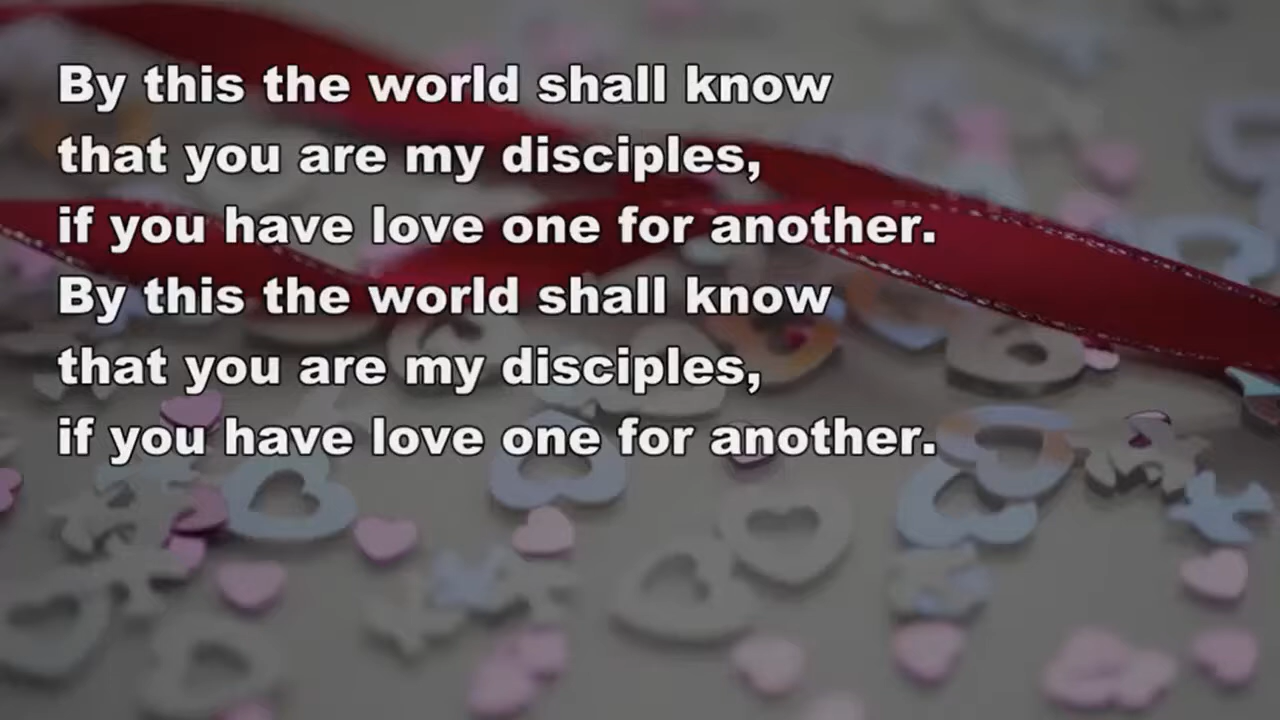 By this the world shall know
that you are my disciples,
if you have love one for another.
By this the world shall know
that you are my disciples,
if you have love one for another.